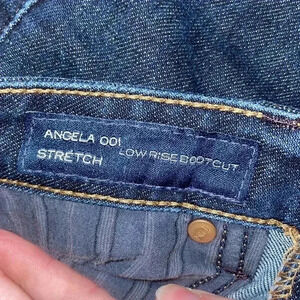 ANGELA 001
LOW RISE BOOTCUT
STRETCH